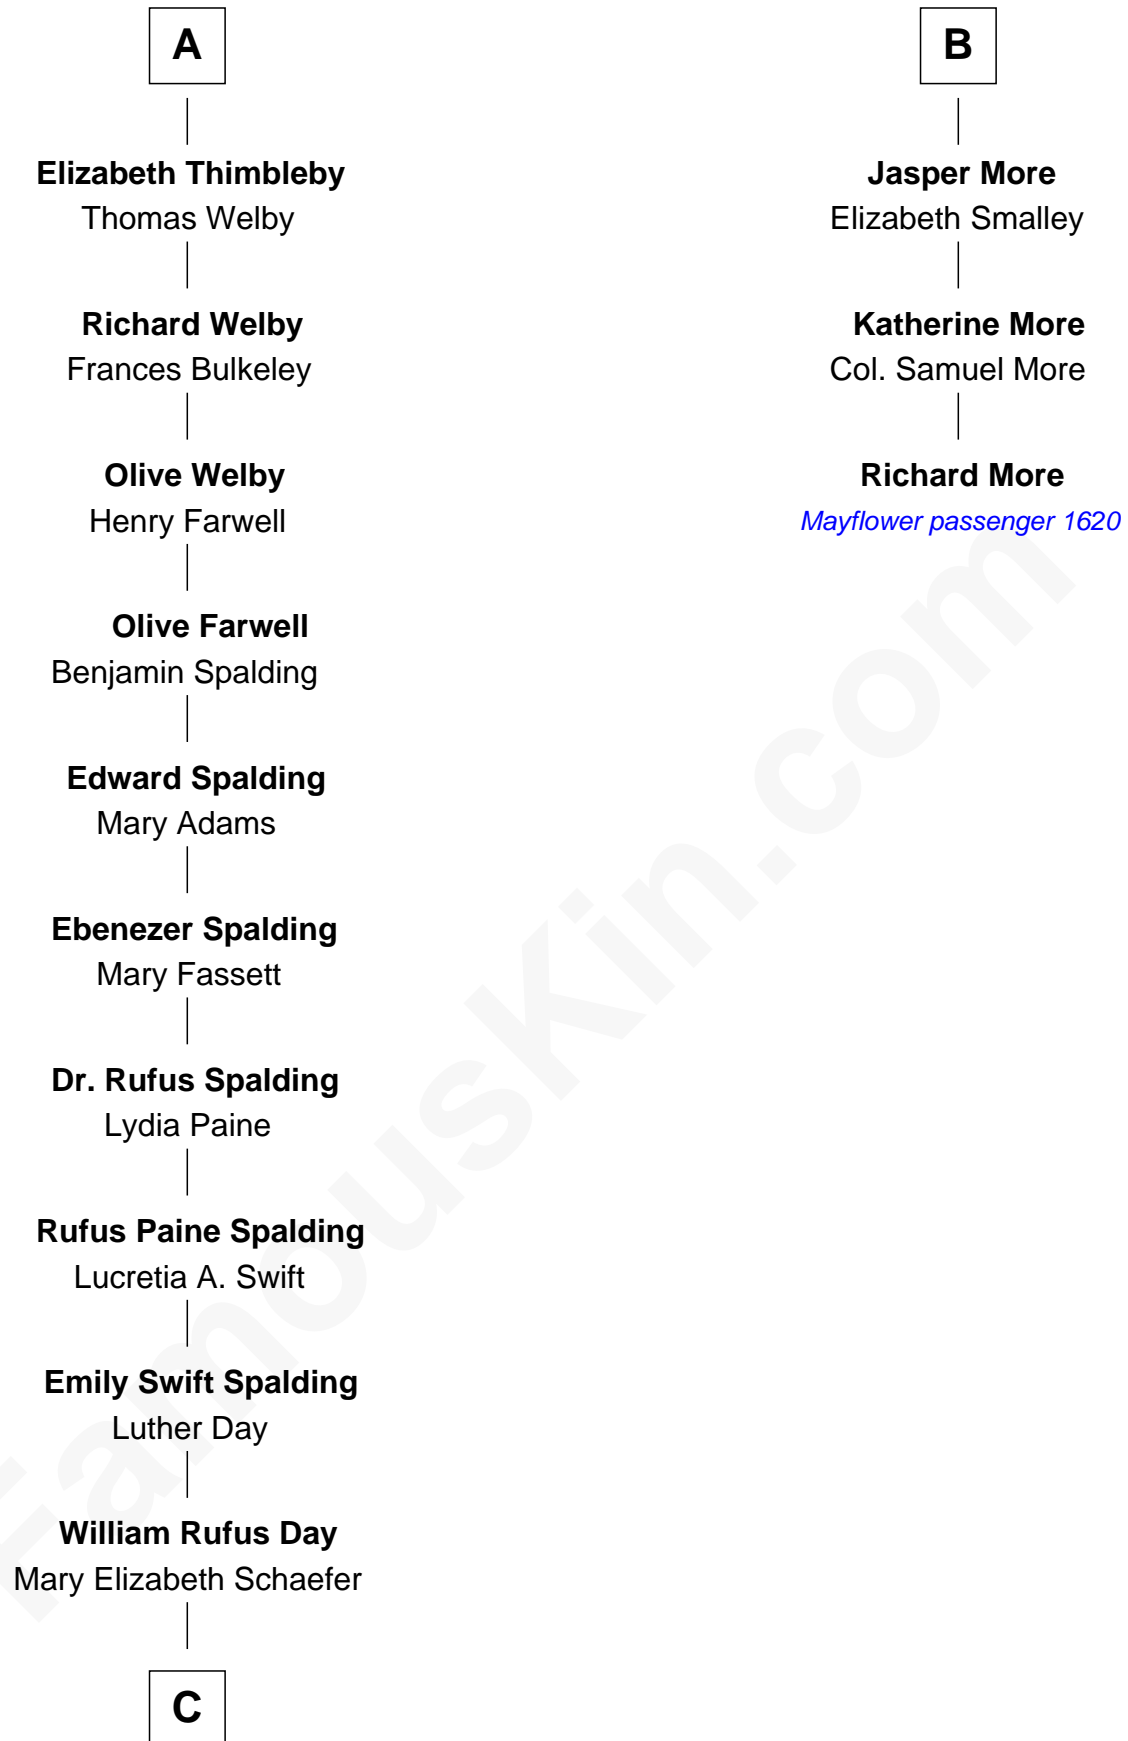 A
Elizabeth Thimbleby
Thomas Welby
Richard Welby
Frances Bulkeley
Olive Welby
Henry Farwell
Olive Farwell
Benjamin Spalding
Edward Spalding
Mary Adams
Ebenezer Spalding
Mary Fassett
Dr. Rufus Spalding
Lydia Paine
Rufus Paine Spalding
Lucretia A. Swift
Emily Swift Spalding
Luther Day
William Rufus Day
Mary Elizabeth Schaefer
C
B
Jasper More
Elizabeth Smalley
Katherine More
Col. Samuel More
Richard More
Mayflower passenger 1620
FamousKin.com